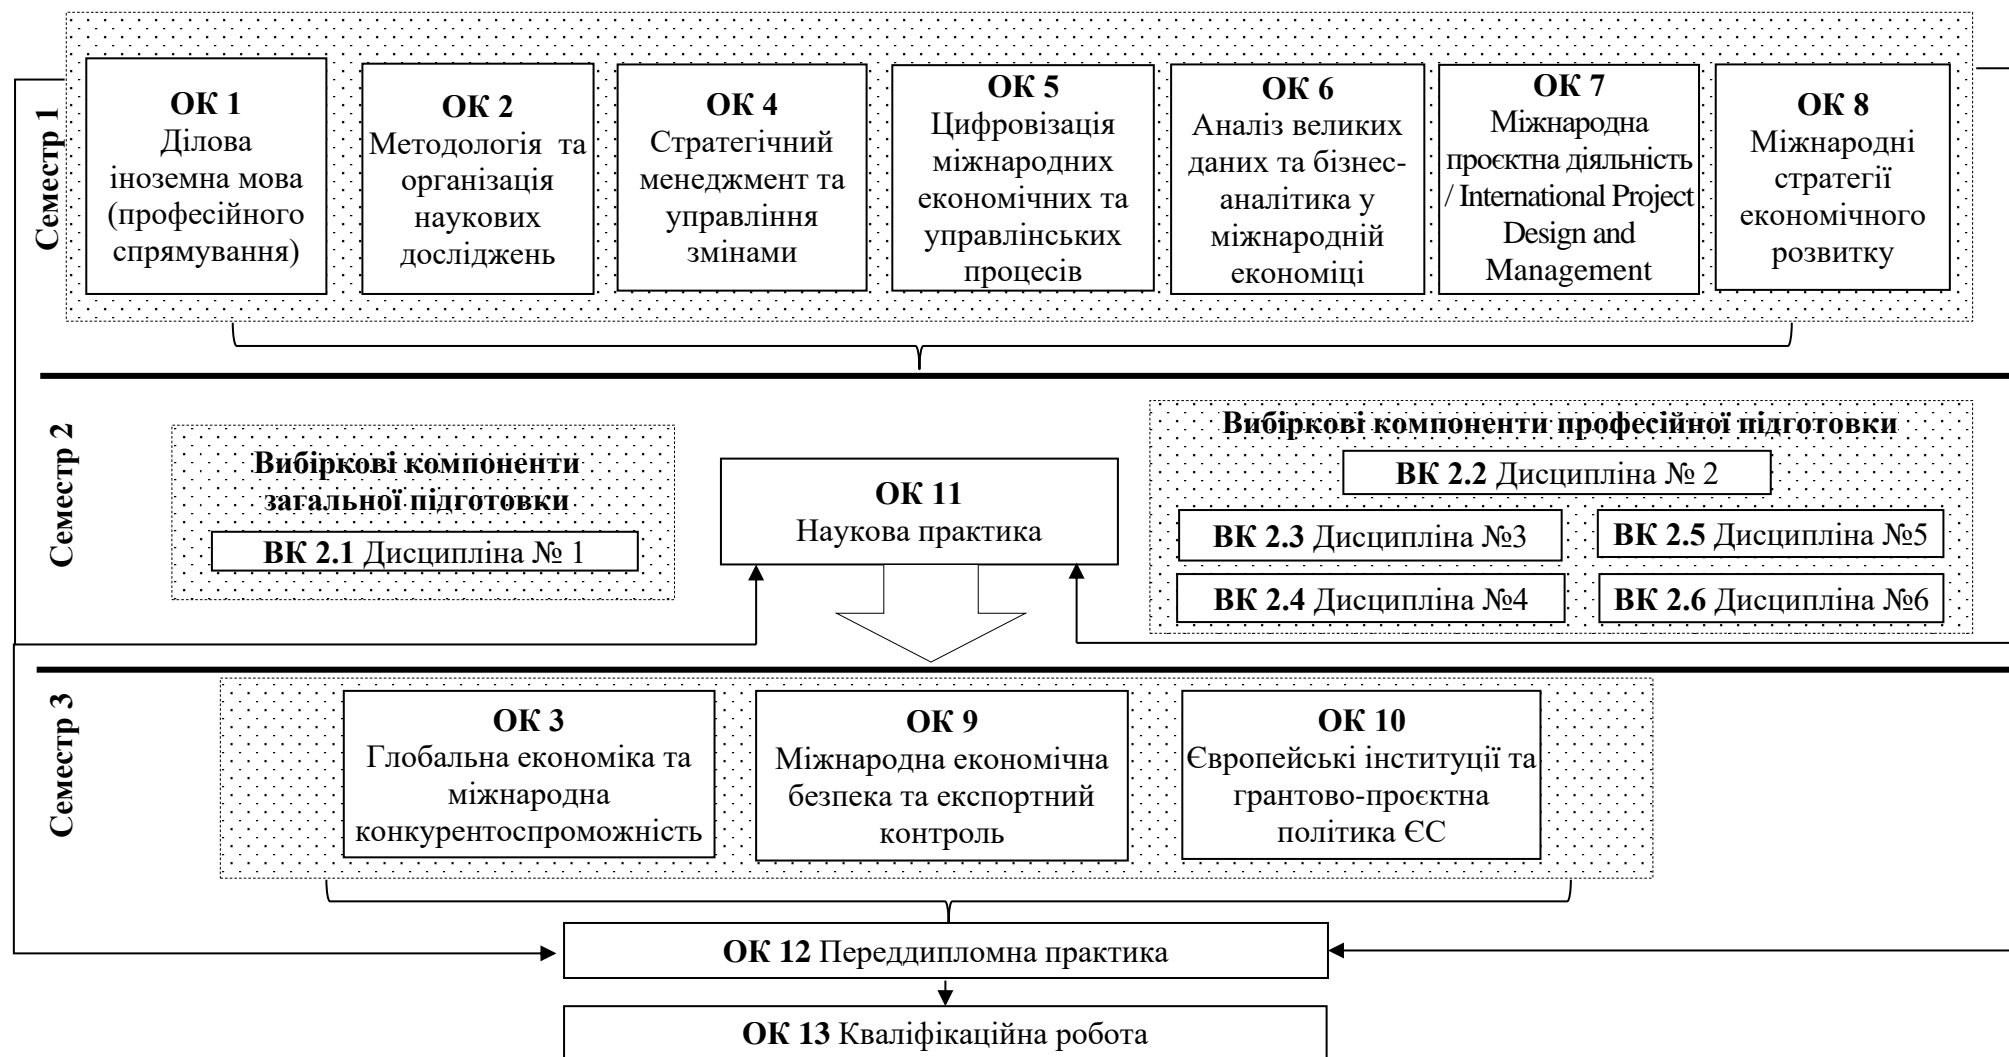 Семестр 1
ОК 1
Ділова
іноземна мова
(професійного
спрямування)
ОК 2
Методологія та
організація
наукових
досліджень
ОК 4
Стратегічний
менеджмент та
управління
змінами
ОК 5
Цифровізація
міжнародних
економічних та
управлінських
процесів
ОК 6
Аналіз великих
даних та бізнес-
аналітика у
міжнародній
економіці
ОК 7
Міжнародна
проєктна діяльність
/ International Project
Design and
Management
ОК 8
Міжнародні
стратегії
економічного
розвитку
Семестр 2
Вибіркові компоненти
загальної підготовки
ВК 2.1 Дисципліна № 1
ОК 11
Наукова практика
Вибіркові компоненти професійної підготовки
ВК 2.2 Дисципліна № 2
ВК 2.3 Дисципліна №3
ВК 2.5 Дисципліна №5
ВК 2.4 Дисципліна №4
ВК 2.6 Дисципліна №6
Семестр 3
ОК 3
Глобальна економіка та
міжнародна
конкурентоспроможність
ОК 9
Міжнародна економічна
безпека та експортний
контроль
ОК 10
Європейські інституції та
грантово-проєктна
політика ЄС
ОК 12 Переддипломна практика
ОК 13 Кваліфікаційна робота